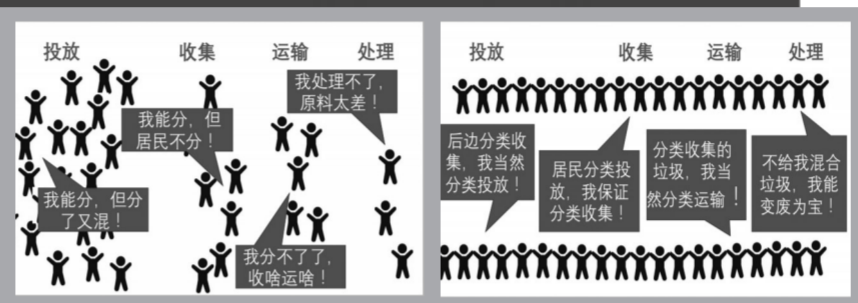 投放 收集 运输 处理
我处理不了，
原料太差！
我能分，但
居民不分！
我能分，但分
了又混！
我分不了了，
收啥运啥！
投放 收集 运输 处理
后边分类收
集，我当然
分类投放！
居民分类投
放，我保证
分类收集！
分类收集的
垃圾，我当
然分类运输！
不给我混合
垃圾，我能
变废为宝！